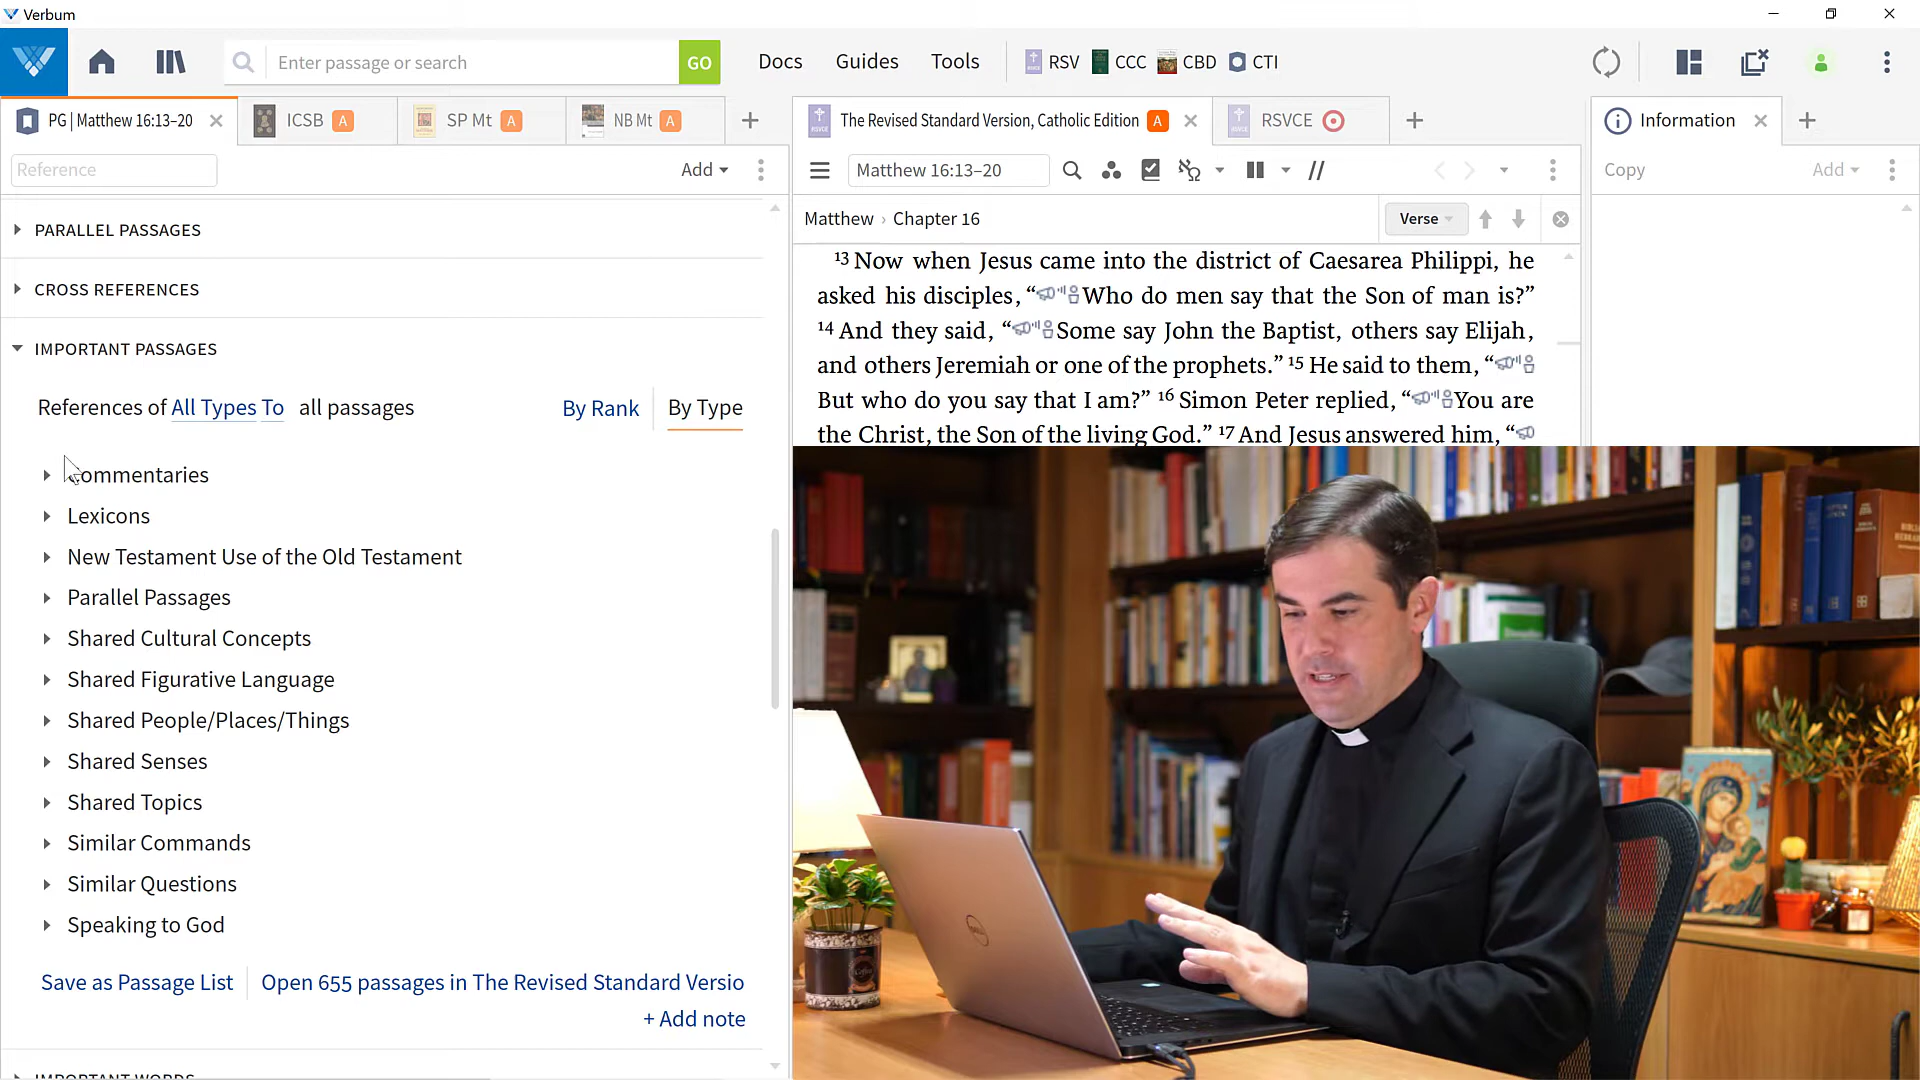 Verbum
Enter passage or search
GO
Docs
Guides
Tools
RSV
CCC
CBD
CTI
PG | Matthew 16:13–20
ICSB A
SP Mt A
NB Mt A
The Revised Standard Version, Catholic Edition A
RSVCE
Information
Reference
Add
Matthew 16:13–20
Copy
Add
Matthew › Chapter 16
Verse
PARALLEL PASSAGES
CROSS REFERENCES
IMPORTANT PASSAGES
References of All Types To all passages
By Rank
By Type
Commentaries
Lexicons
New Testament Use of the Old Testament
Parallel Passages
Shared Cultural Concepts
Shared Figurative Language
Shared People/Places/Things
Shared Senses
Shared Topics
Similar Commands
Similar Questions
Speaking to God
Save as Passage List
Open 655 passages in The Revised Standard Versio
+ Add note
IMPORTANT WORDS
13 Now when Jesus came into the district of Caesarea Philippi, he
asked his disciples, “Who do men say that the Son of man is?”
14 And they said, “Some say John the Baptist, others say Elijah,
and others Jeremiah or one of the prophets.” 15 He said to them, “
But who do you say that I am?” 16 Simon Peter replied, “You are
the Christ, the Son of the living God.” 17 And Jesus answered him, “
DELL